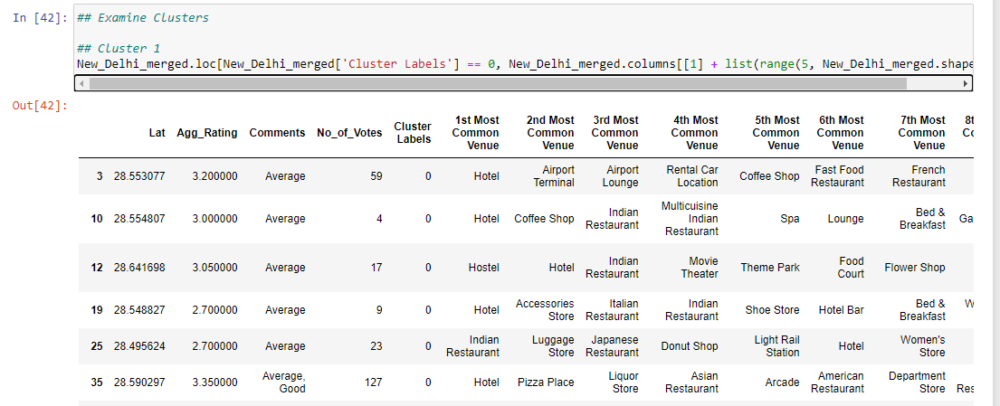 In [42]: ## Examine Clusters
## Cluster 1
New_Delhi_merged.loc[New_Delhi_merged['Cluster Labels'] == 0, New_Delhi_merged.columns[[1] + list(range(5, New_Delhi_merged.shape
Out[42]:
Lat Agg_Rating Comments No_of_Votes Cluster Labels 1st Most Common Venue 2nd Most Common Venue 3rd Most Common Venue 4th Most Common Venue 5th Most Common Venue 6th Most Common Venue 7th Most Common Venue
3 28.553077 3.200000 Average 59 0 Hotel Airport Terminal Airport Lounge Rental Car Location Coffee Shop Fast Food Restaurant French Restaurant
10 28.554807 3.000000 Average 4 0 Hotel Coffee Shop Indian Restaurant Multicuisine Indian Restaurant Spa Lounge Bed & Breakfast Ga
12 28.641698 3.050000 Average 17 0 Hostel Hotel Indian Restaurant Movie Theater Theme Park Food Court Flower Shop
19 28.548827 2.700000 Average 9 0 Hotel Accessories Store Italian Restaurant Indian Restaurant Shoe Store Hotel Bar Bed & Breakfast W
25 28.495624 2.700000 Average 23 0 Indian Restaurant Luggage Store Japanese Restaurant Donut Shop Light Rail Station Hotel Women's Store
35 28.590297 3.350000 Average, Good 127 0 Hotel Pizza Place Liquor Store Asian Restaurant Arcade American Restaurant Department Store Res